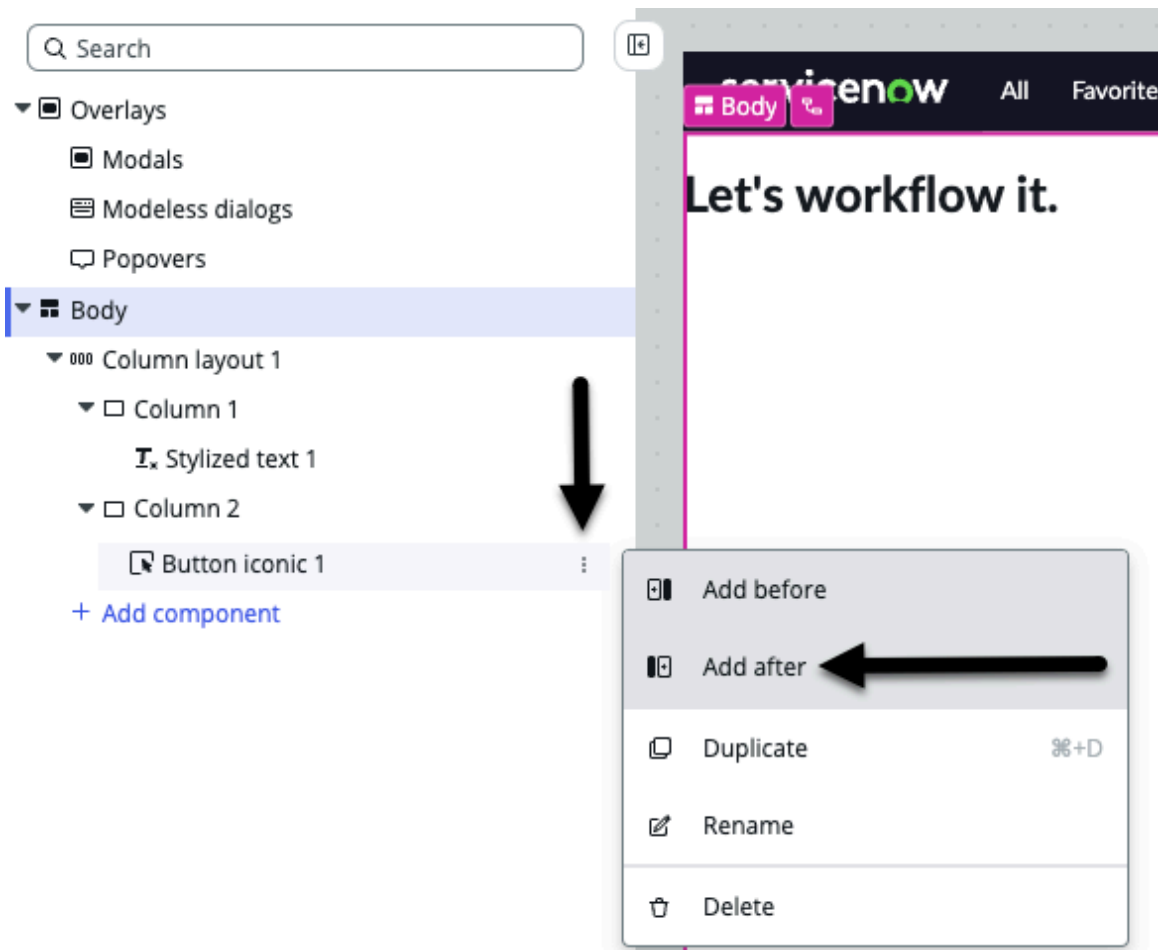 Search
Overlays
Modals
Modeless dialogs
Popovers
Body
Column layout 1
Column 1
Stylized text 1
Column 2
Button iconic 1
+ Add component
servicenow
All
Favorite
Body
Let's workflow it.
Add before
Add after
Duplicate
⌘+D
Rename
Delete